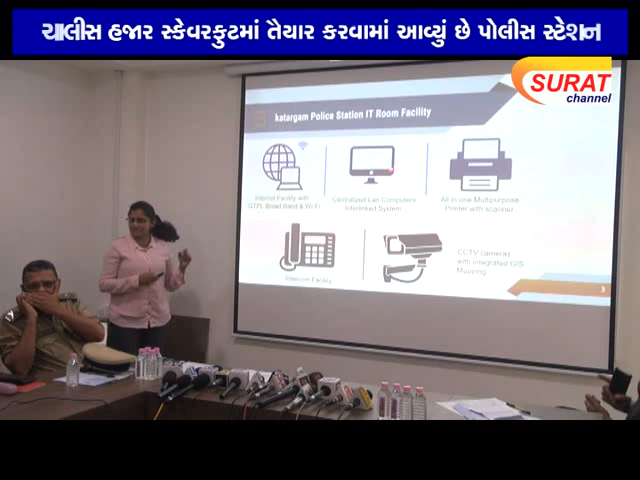 ચાલીસ હજાર સ્કેવરફુટમાં તૈયાર કરવામાં આવ્યું છે પોલીસ સ્ટેશન
SURAT
channel
katargam Police Station IT Room Facility
Internet Facility with
GTPL Broad Band & Wi-Fi
Centralized Lan Computers
Interlinked System
All in one Multipurpose
Printer with scanner
Intercom Facility
CCTV cameras
with integrated GIS
Mapping
3